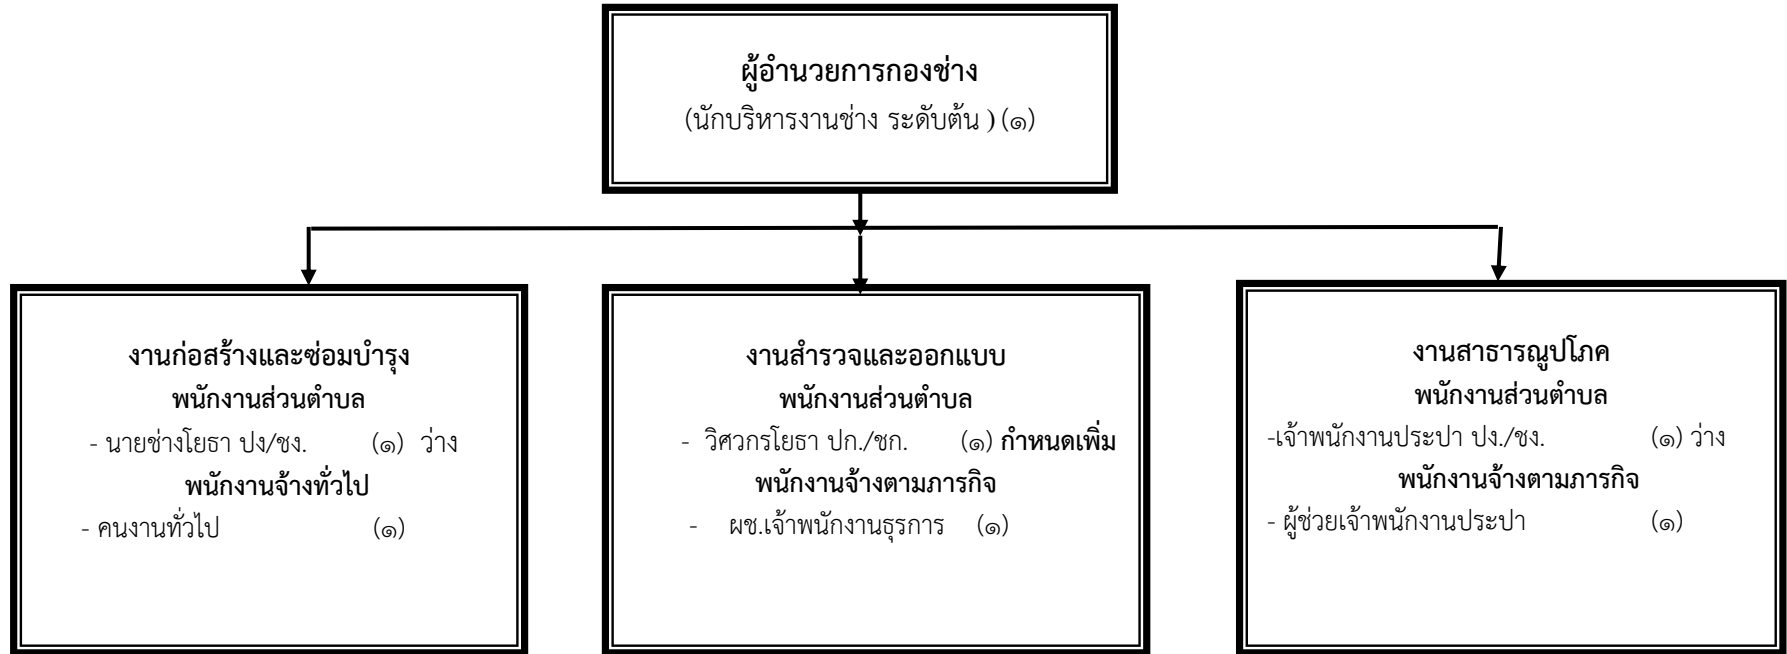 ผู้อำนวยการกองช่าง
(นักบริหารงานช่าง ระดับต้น ) (๑)
งานก่อสร้างและซ่อมบำรุง
พนักงานส่วนตำบล
- นายช่างโยธา ปง/ชง. (๑) ว่าง
พนักงานจ้างทั่วไป
- คนงานทั่วไป (๑)
งานสำรวจและออกแบบ
พนักงานส่วนตำบล
- วิศวกรโยธา ปก./ชก. (๑) กำหนดเพิ่ม
พนักงานจ้างตามภารกิจ
- ผช.เจ้าพนักงานธุรการ (๑)
งานสาธารณูปโภค
พนักงานส่วนตำบล
-เจ้าพนักงานประปา ปง./ชง. (๑) ว่าง
พนักงานจ้างตามภารกิจ
- ผู้ช่วยเจ้าพนักงานประปา (๑)